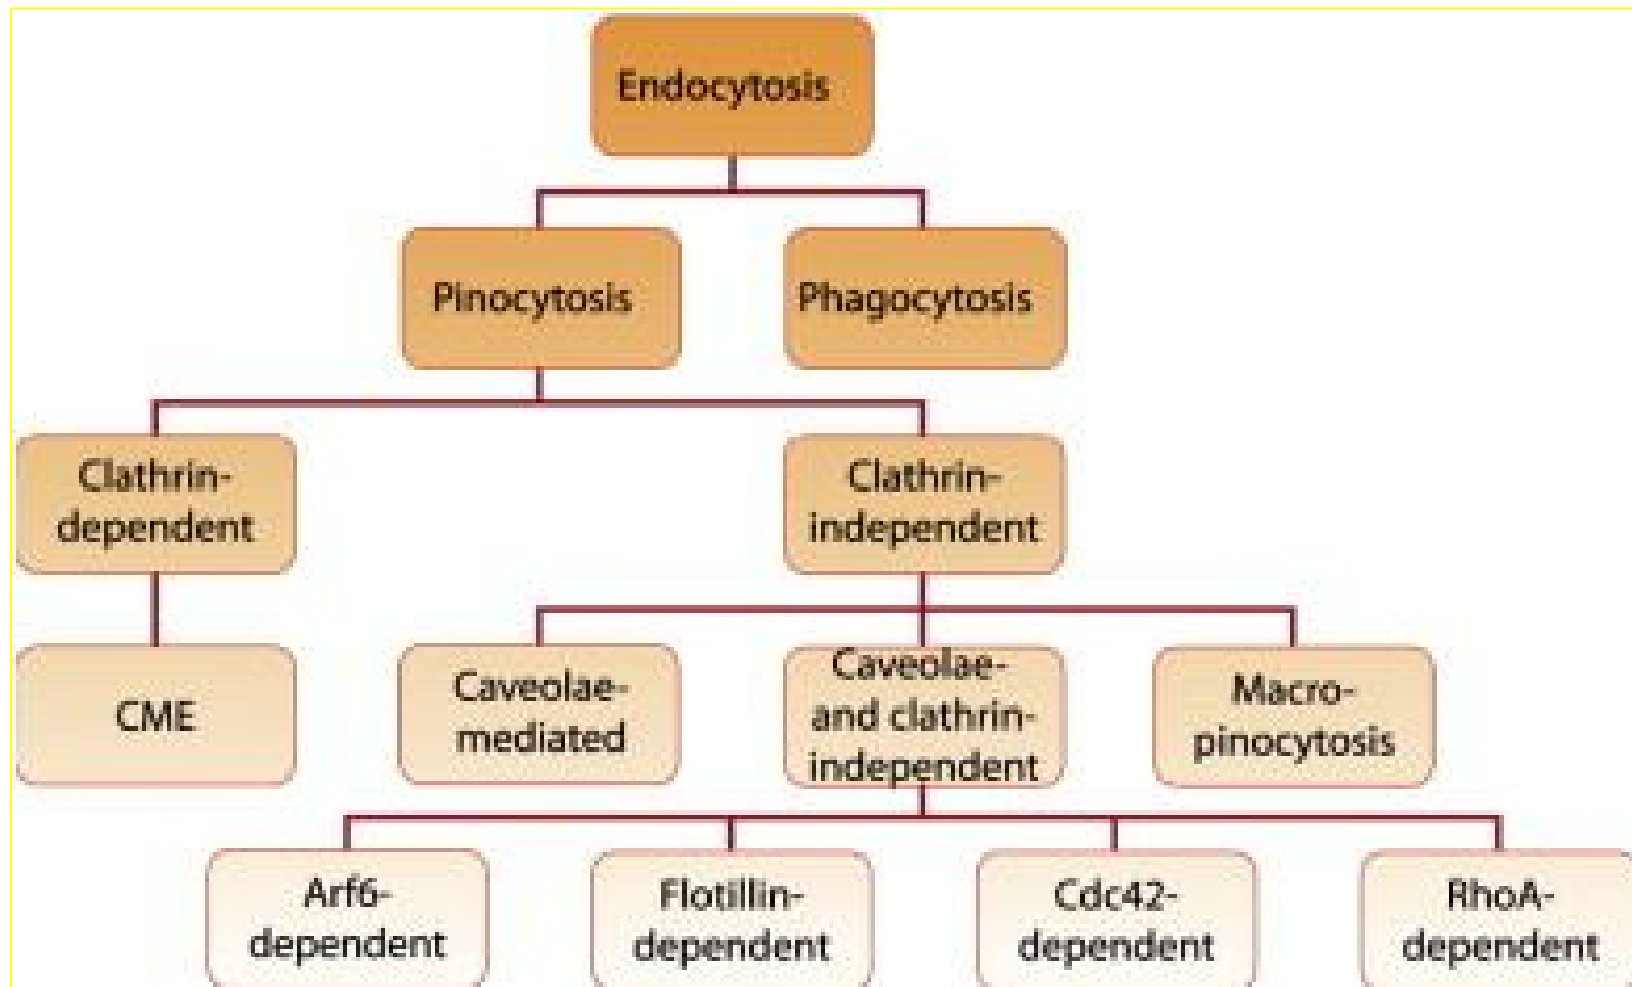 Endocytosis
Pinocytosis
Phagocytosis
Clathrin-
dependent
Clathrin-
independent
CME
Caveolae-
mediated
Caveolae-
and clathrin-
independent
Macro-
pinocytosis
Arf6-
dependent
Flotillin-
dependent
Cdc42-
dependent
RhoA-
dependent